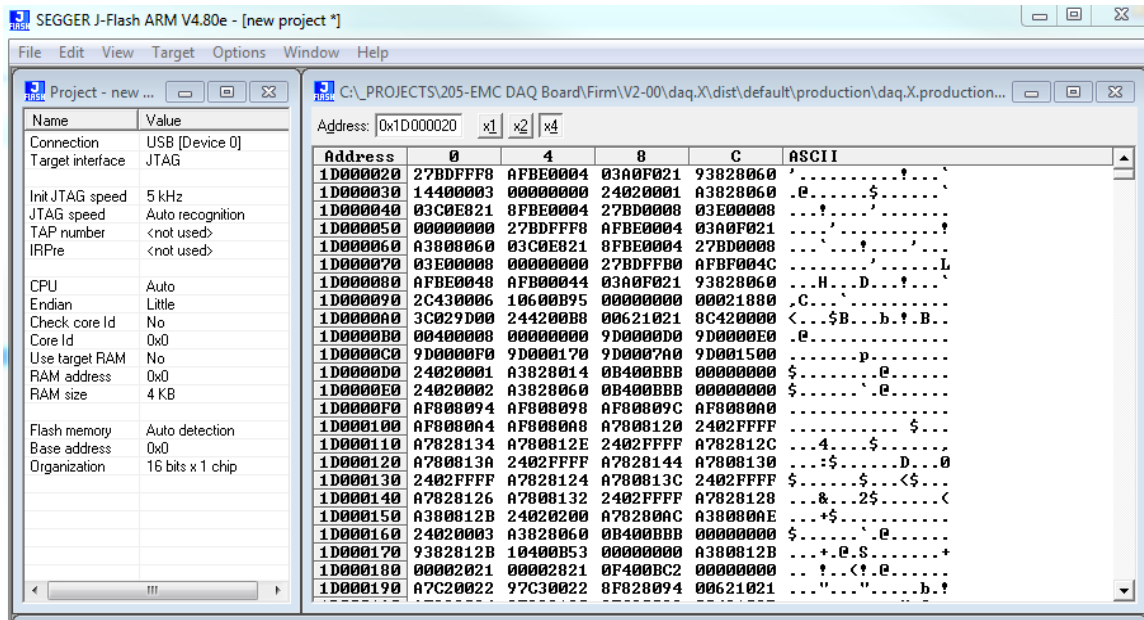 SEGGER J-Flash ARM V4.80e - [new project *]
File Edit View Target Options Window Help
Project - new ...
Name Value
Connection USB [Device 0]
Target interface JTAG
Init JTAG speed 5 kHz
JTAG speed Auto recognition
TAP number <not used>
IRPre <not used>
CPU Auto
Endian Little
Check core Id No
Core Id 0x0
Use target RAM No
RAM address 0x0
RAM size 4 KB
Flash memory Auto detection
Base address 0x0
Organization 16 bits x 1 chip
C:\_PROJECTS\205-EMC DAQ Board\Firm\V2-00\daq.X\dist\default\production\daq.X.production...
Address: 0x1D000020 x1 x2 x4
Address 0 4 8 C ASCII
1D000020 27BDFFF8 AFBE0004 03A0F021 93828060 '..........!...`
1D000030 14400003 00000000 24020001 A3828060 .@......$......`
1D000040 03C0E821 8FBE0004 27BD0008 03E00008 ...!....'.......
1D000050 00000000 27BDFFF8 AFBE0004 03A0F021 ....'..........!
1D000060 A3808060 03C0E821 8FBE0004 27BD0008 ...`...!....'...
1D000070 03E00008 00000000 27BDFFB0 AFBF004C ........'......L
1D000080 AFBE0048 AFB00044 03A0F021 93828060 ...H...D...!...`
1D000090 2C430006 10600B95 00000000 00021880 ,C...`..........
1D0000A0 3C029D00 244200B8 00621021 8C420000 <...$B...b.!.B..
1D0000B0 00400008 00000000 9D0000D0 9D0000E0 .@..............
1D0000C0 9D0000F0 9D000170 9D0007A0 9D001500 .......p........
1D0000D0 24020001 A3828014 0B400BBB 00000000 $........@......
1D0000E0 24020002 A3828060 0B400BBB 00000000 $......`.@......
1D0000F0 AF808094 AF808098 AF80809C AF8080A0 ................
1D000100 AF8080A4 AF8080A8 A7808120 2402FFFF ........... $...
1D000110 A7828134 A780812E 2402FFFF A782812C ...4....$......,
1D000120 A780813A 2402FFFF A7828144 A7808130 ...:$......D...0
1D000130 2402FFFF A7828124 A780813C 2402FFFF $......$...<$...
1D000140 A7828126 A7808132 2402FFFF A7828128 ...&...2$......(
1D000150 A380812B 24020200 A78280AC A38080AE ...+$...........
1D000160 24020003 A3828060 0B400BBB 00000000 $......`.@......
1D000170 9382812B 10400B53 00000000 A380812B ...+.@.S.......+
1D000180 00002021 00002821 0F400BC2 00000000 .. !..(!.@......
1D000190 A7C20022 97C30022 8F828094 00621021 ..."...".....b.!